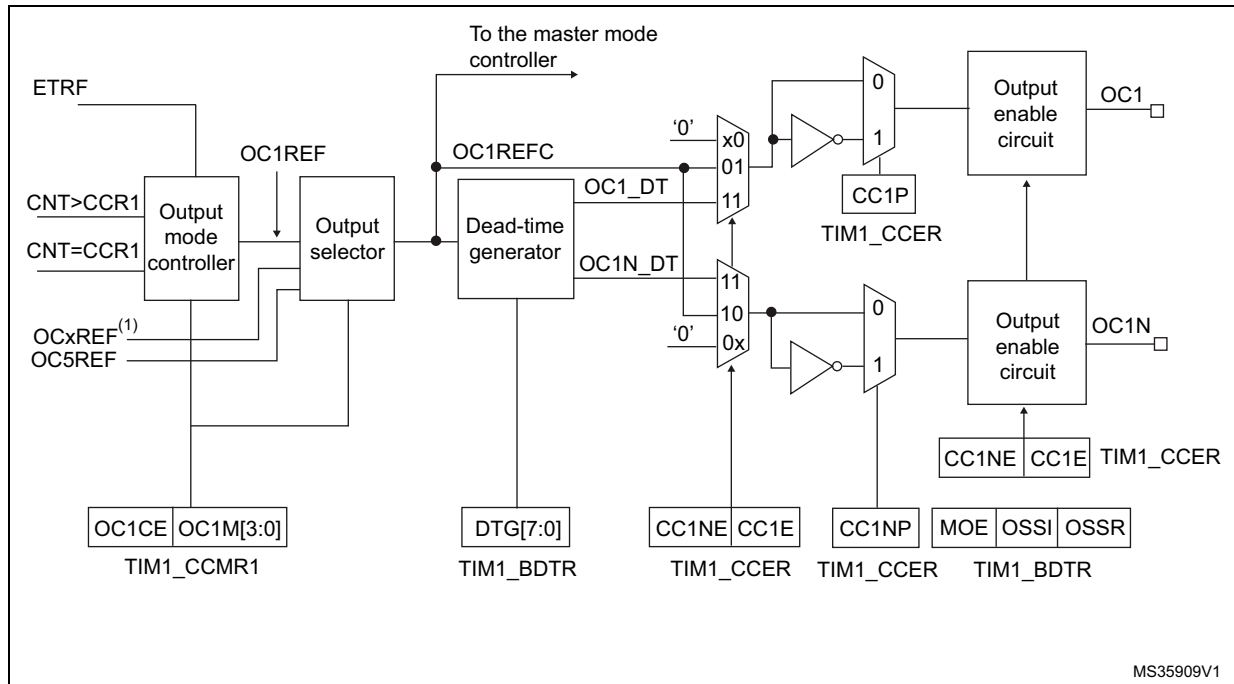 To the master mode
controller
ETRF
OC1REF
OC1REFC
CNT>CCR1
CNT=CCR1
Output
mode
controller
Output
selector
Dead-time
generator
OCxREF(1)
OC5REF
OC1_DT
OC1N_DT
'0'
x0
01
11
11
10
0x
'0'
0
1
CC1P
TIM1_CCER
0
1
Output
enable
circuit
OC1
Output
enable
circuit
OC1N
CC1NE CC1E
TIM1_CCER
OC1CE OC1M[3:0]
TIM1_CCMR1
DTG[7:0]
TIM1_BDTR
CC1NE CC1E
TIM1_CCER
CC1NP
TIM1_CCER
MOE OSSI OSSR
TIM1_BDTR
MS35909V1